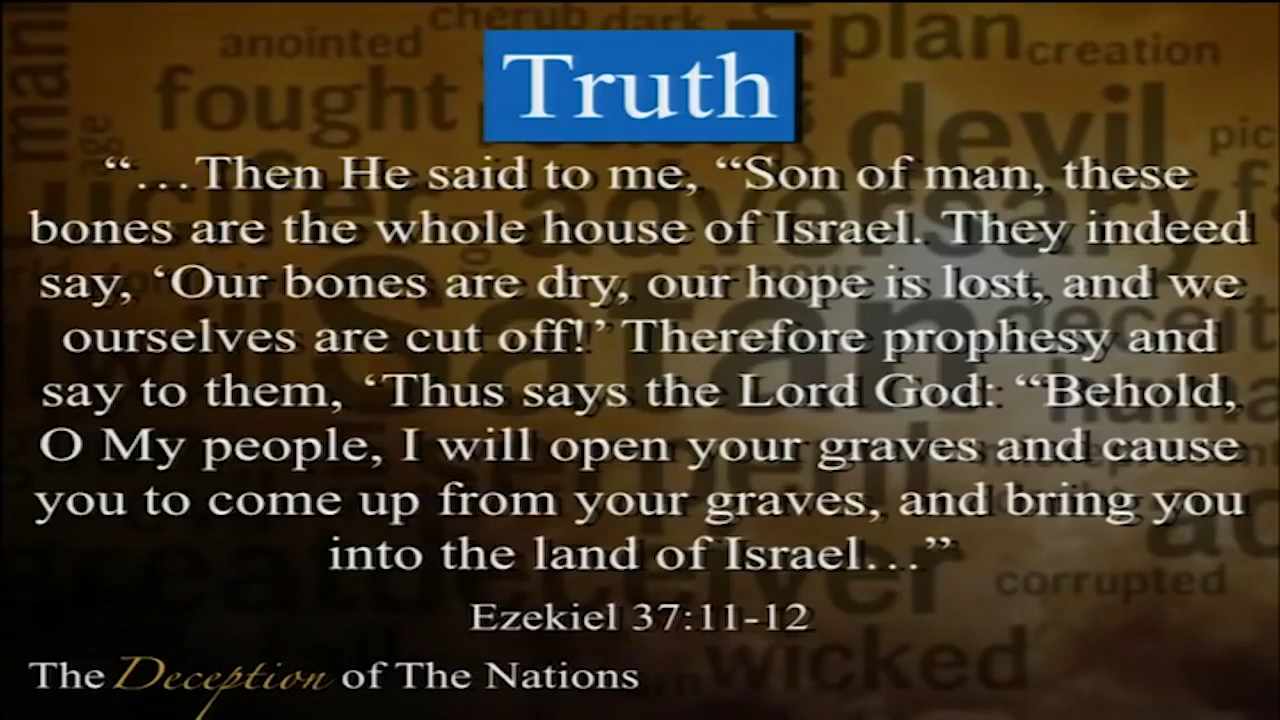 cherub dark
anointed
plan
creation
fought
Truth
devil
age
“…Then He said to me, “Son of man, these
bones are the whole house of Israel. They indeed
say, ‘Our bones are dry, our hope is lost, and we
ourselves are cut off!’ Therefore prophesy and
say to them, ‘Thus says the Lord God: “Behold,
O My people, I will open your graves and cause
you to come up from your graves, and bring you
into the land of Israel…”
adversary
Satan
corrupted
Ezekiel 37:11-12
wicked
The Deception of The Nations